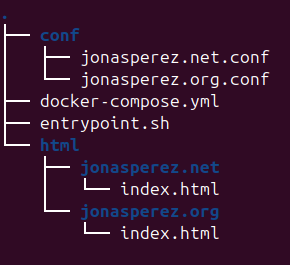 .
├── conf
│   ├── jonasperez.net.conf
│   └── jonasperez.org.conf
├── docker-compose.yml
├── entrypoint.sh
└── html
    ├── jonasperez.net
    │   └── index.html
    └── jonasperez.org
        └── index.html